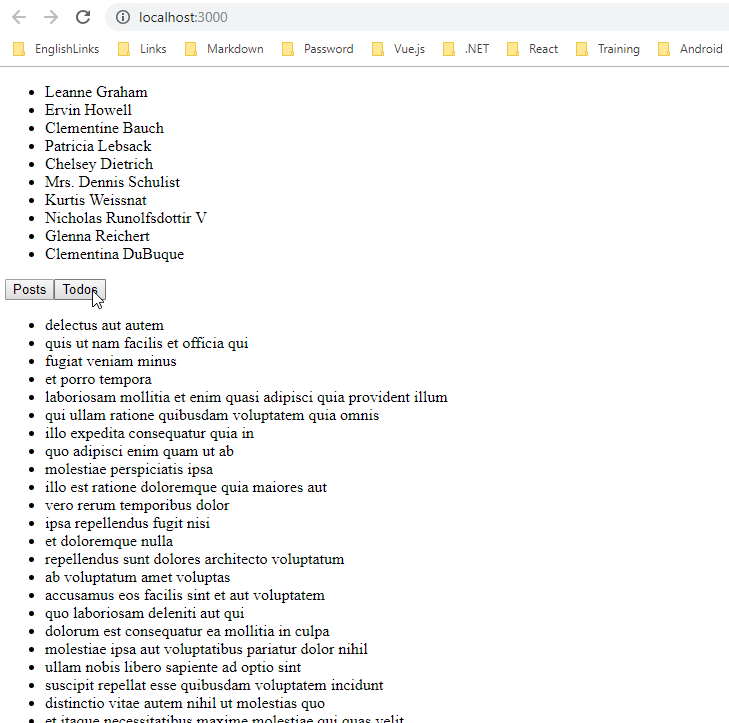 localhost:3000
EnglishLinks Links Markdown Password Vue.js .NET React Training Android
Leanne Graham
Ervin Howell
Clementine Bauch
Patricia Lebsack
Chelsey Dietrich
Mrs. Dennis Schulist
Kurtis Weissnat
Nicholas Runolfsdottir V
Glenna Reichert
Clementina DuBuque
Posts Todos
delectus aut autem
quis ut nam facilis et officia qui
fugiat veniam minus
et porro tempora
laboriosam mollitia et enim quasi adipisci quia provident illum
qui ullam ratione quibusdam voluptatem quia omnis
illo expedita consequatur quia in
quo adipisci enim quam ut ab
molestiae perspiciatis ipsa
illo est ratione doloremque quia maiores aut
vero rerum temporibus dolor
ipsa repellendus fugit nisi
et doloremque nulla
repellendus sunt dolores architecto voluptatum
ab voluptatum amet voluptas
accusamus eos facilis sint et aut voluptatem
quo laboriosam deleniti aut qui
dolorum est consequatur ea mollitia in culpa
molestiae ipsa aut voluptatibus pariatur dolor nihil
ullam nobis libero sapiente ad optio sint
suscipit repellat esse quibusdam voluptatem incidunt
distinctio vitae autem nihil ut molestias quo
et itaque necessitatibus maxime molestiae qui quas velit